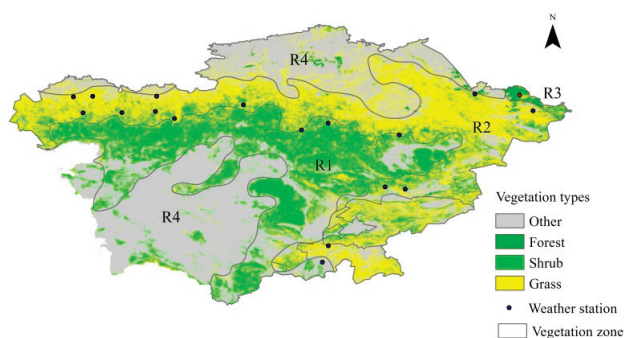 N
R4
R3
R2
R1
R4
Vegetation types
Other
Forest
Shrub
Grass
Weather station
Vegetation zone